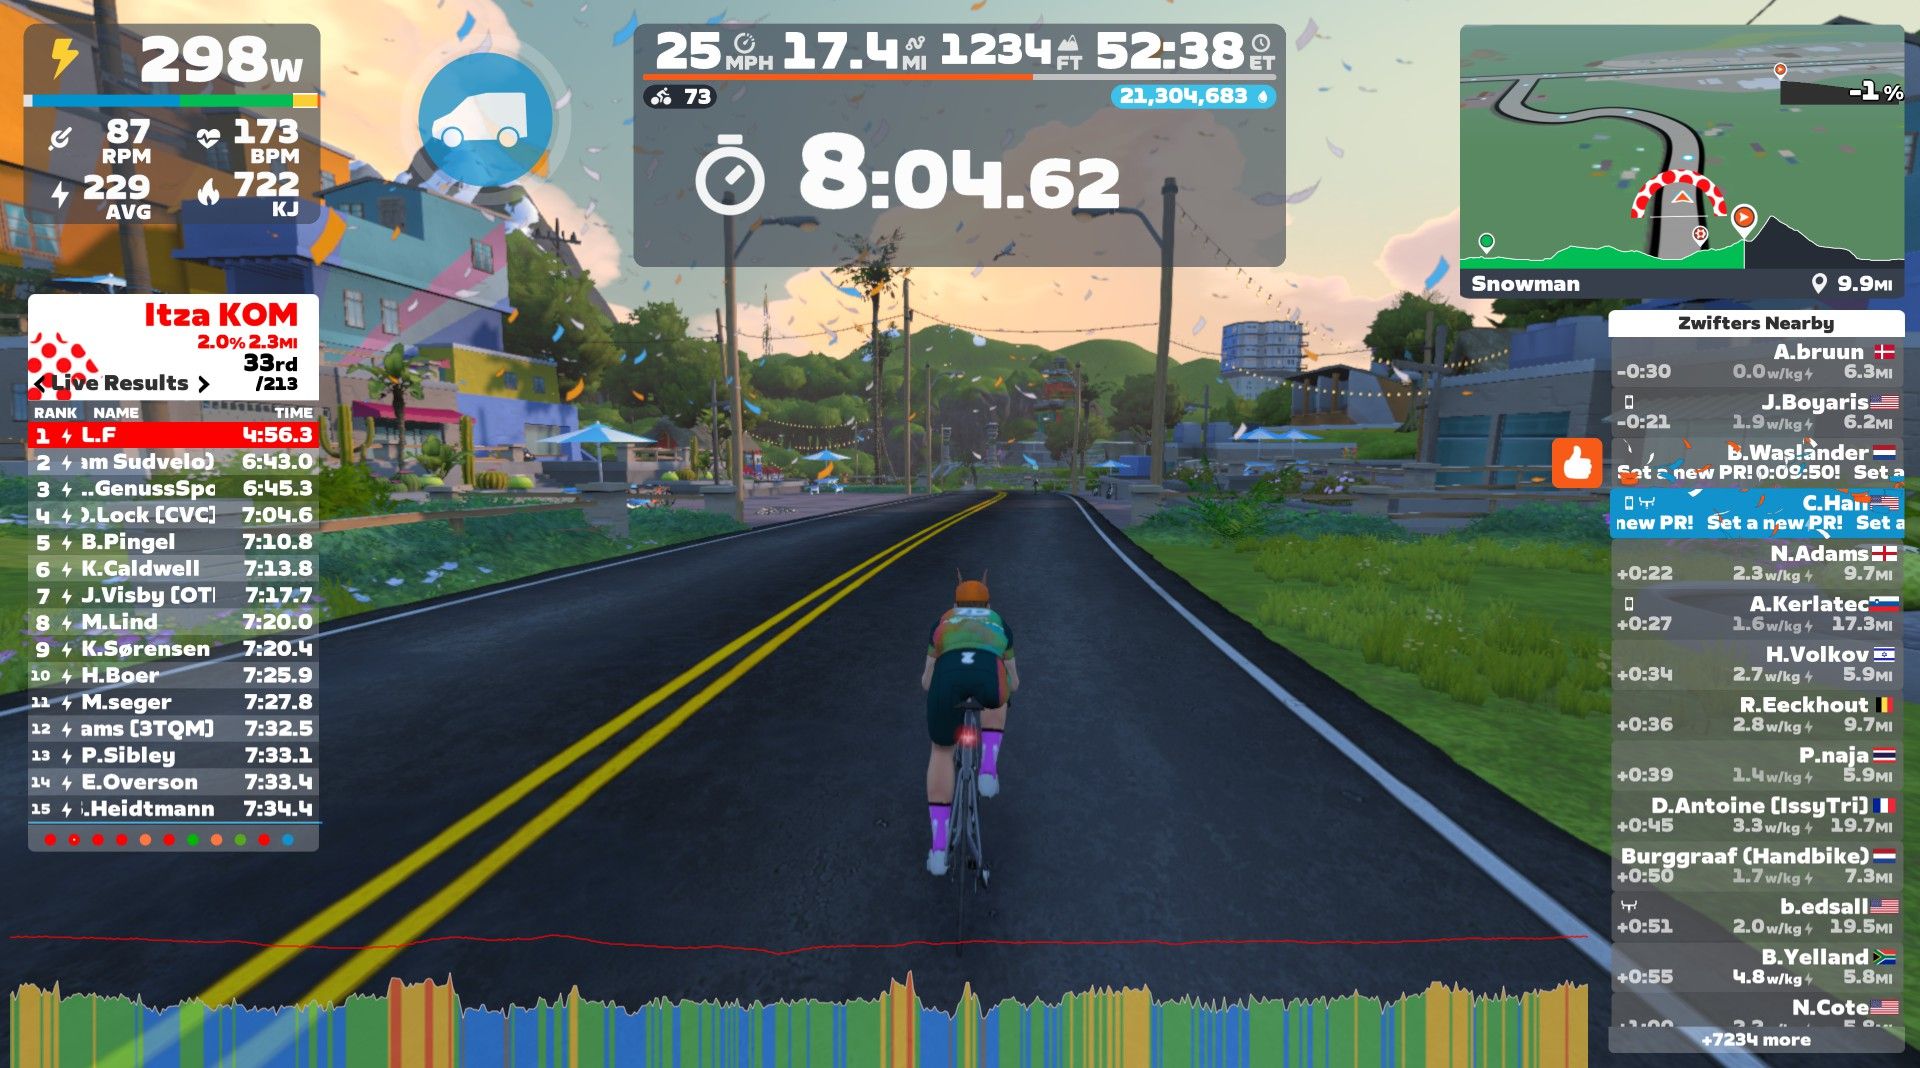 298w
87 RPM
173 BPM
229 AVG
722 KJ
25 MPH 17.4 MI 1234 FT 52:38 ET
73
21,304,683
8:04.62
-1 %
Snowman 9.9MI
Itza KOM
2.0% 2.3MI
33rd
/213
< Live Results >
RANK NAME TIME
1 L.F 4:56.3
2 am Sudvelo) 6:43.0
3 ..GenussSpo 6:45.3
4 .Lock [CVC] 7:04.6
5 B.Pingel 7:10.8
6 K.Caldwell 7:13.8
7 J.Visby [OT 7:17.7
8 M.Lind 7:20.0
9 K.Sørensen 7:20.4
10 H.Boer 7:25.9
11 M.seger 7:27.8
12 ams [3TQM] 7:32.5
13 P.Sibley 7:33.1
14 E.Overson 7:33.4
15 .Heidtmann 7:34.4
Zwifters Nearby
A.bruun
-0:30 0.0w/kg 6.3MI
J.Boyaris
-0:21 1.9w/kg 6.2MI
B.Waslander
Set a new PR! 0:09:50! Set a
C.Han
new PR! Set a new PR! Set a
N.Adams
+0:22 2.3w/kg 9.7MI
A.Kerlatec
+0:27 1.6w/kg 17.3MI
H.Volkov
+0:34 2.7w/kg 5.9MI
R.Eeckhout
+0:36 2.8w/kg 9.7MI
P.naja
+0:39 1.4w/kg 5.9MI
D.Antoine (IssyTri)
+0:45 3.3w/kg 19.7MI
Burggraaf (Handbike)
+0:50 1.7w/kg 7.3MI
b.edsall
+0:51 2.0w/kg 19.5MI
B.Yelland
+0:55 4.8w/kg 5.8MI
N.Cote
+7234 more